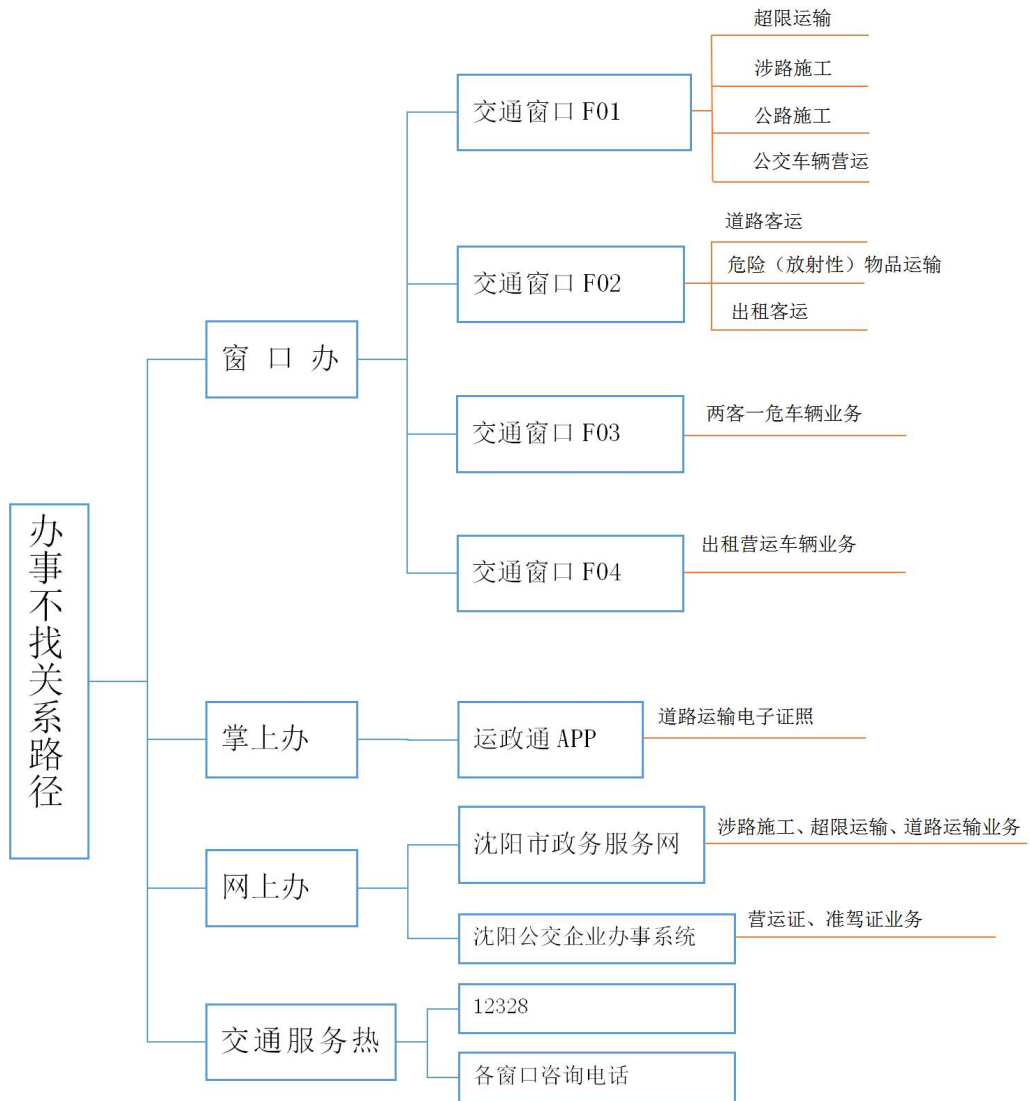 办事不找关系路径
窗口办
交通窗口 F01
超限运输
涉路施工
公路施工
公交车辆营运
交通窗口 F02
道路客运
危险（放射性）物品运输
出租客运
交通窗口 F03
两客一危车辆业务
交通窗口 F04
出租营运车辆业务
掌上办
运政通 APP
道路运输电子证照
网上办
沈阳市政务服务网
涉路施工、超限运输、道路运输业务
沈阳公交企业办事系统
营运证、准驾证业务
交通服务热
12328
各窗口咨询电话